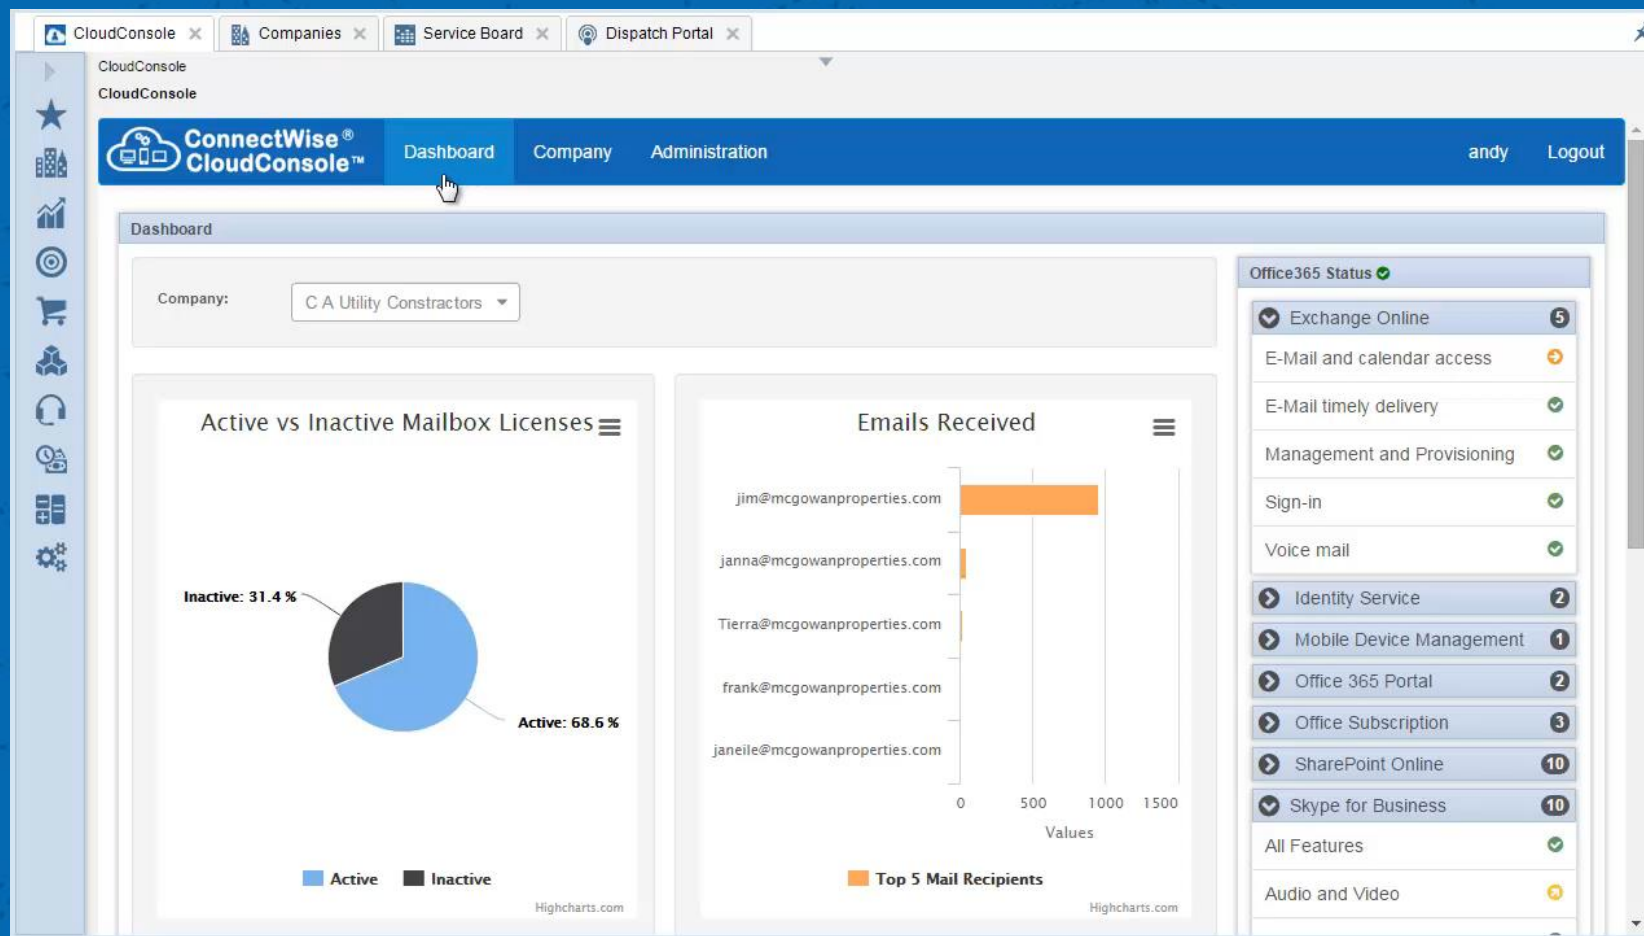 CloudConsole
Companies
Service Board
Dispatch Portal
CloudConsole
CloudConsole
ConnectWise®
CloudConsole™
Dashboard
Company
Administration
andy
Logout
Dashboard
Company:
C A Utility Constractors
Active vs Inactive Mailbox Licenses
Inactive: 31.4 %
Active: 68.6 %
Active
Inactive
Highcharts.com
Emails Received
jim@mcgowanproperties.com
janna@mcgowanproperties.com
Tierra@mcgowanproperties.com
frank@mcgowanproperties.com
janeile@mcgowanproperties.com
0 500 1000 1500
Values
Top 5 Mail Recipients
Highcharts.com
Office365 Status
Exchange Online 5
E-Mail and calendar access
E-Mail timely delivery
Management and Provisioning
Sign-in
Voice mail
Identity Service 2
Mobile Device Management 1
Office 365 Portal 2
Office Subscription 3
SharePoint Online 10
Skype for Business 10
All Features
Audio and Video